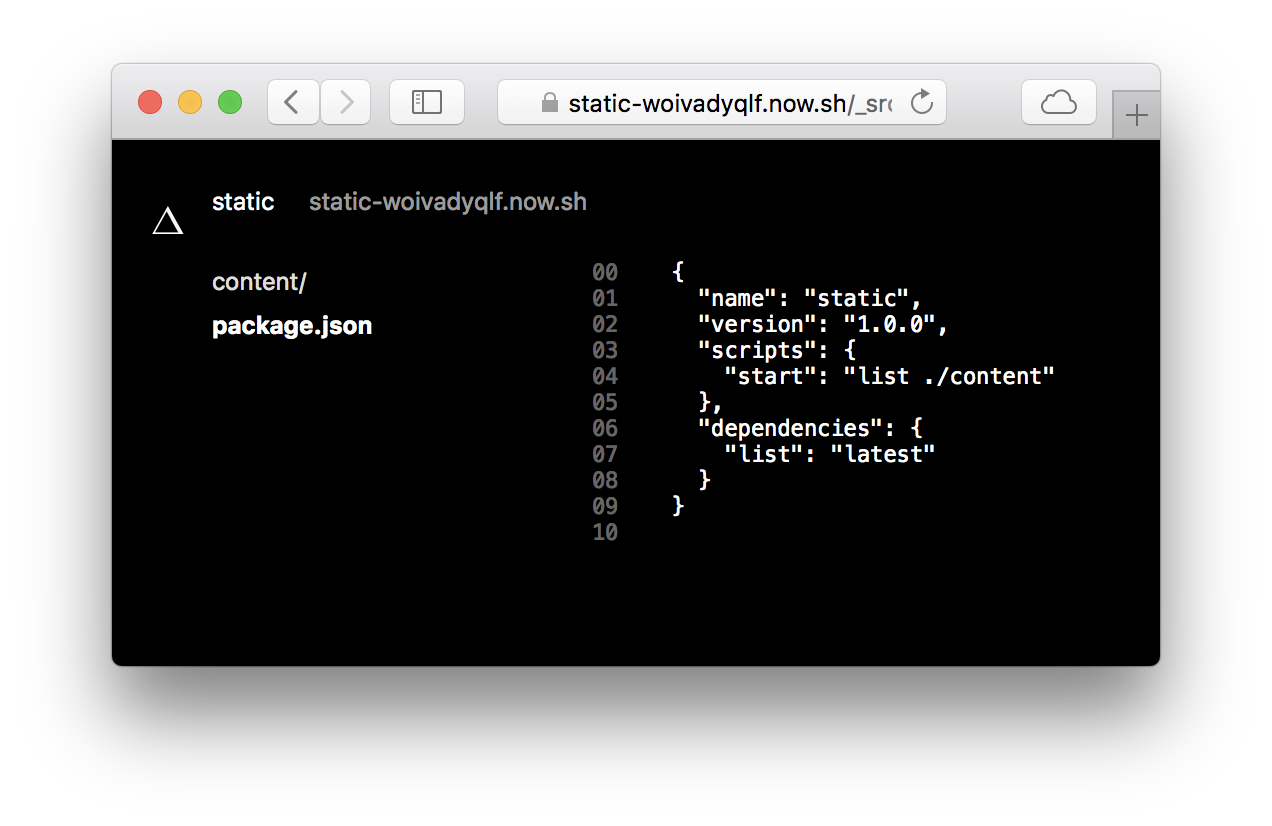 static-woivadyqlf.now.sh/_src
static static-woivadyqlf.now.sh
content/
package.json
00 {
01 "name": "static",
02 "version": "1.0.0",
03 "scripts": {
04 "start": "list ./content"
05 },
06 "dependencies": {
07 "list": "latest"
08 }
09 }
10